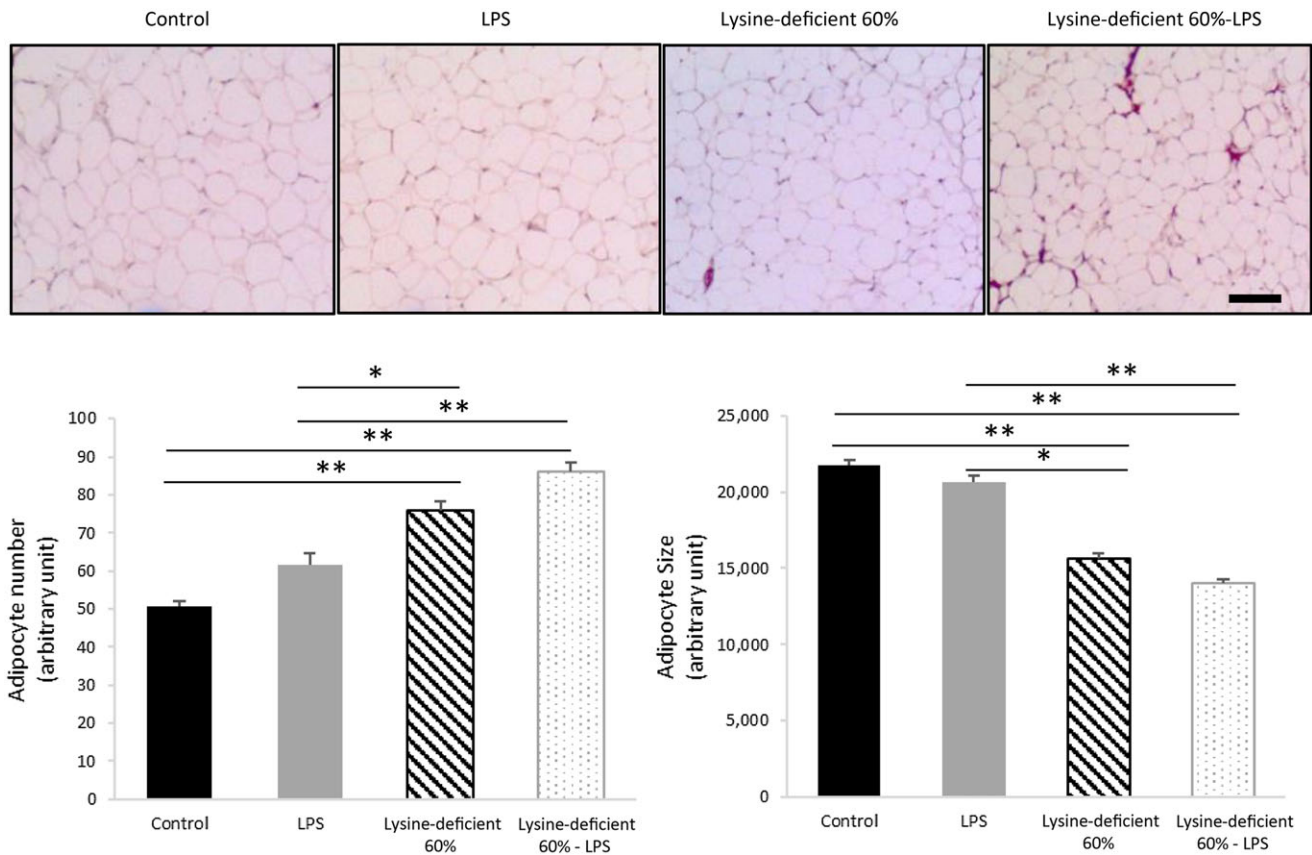 Control
LPS
Lysine-deficient 60%
Lysine-deficient 60%-LPS
*
**
**
**
100
90
80
70
60
50
40
30
20
10
0
Adipocyte number
(arbitrary unit)
Control
LPS
Lysine-deficient
60%
Lysine-deficient
60% - LPS
**
**
**
*
25,000
20,000
15,000
10,000
5,000
0
Adipocyte Size
(arbitrary unit)
Control
LPS
Lysine-deficient
60%
Lysine-deficient
60% - LPS